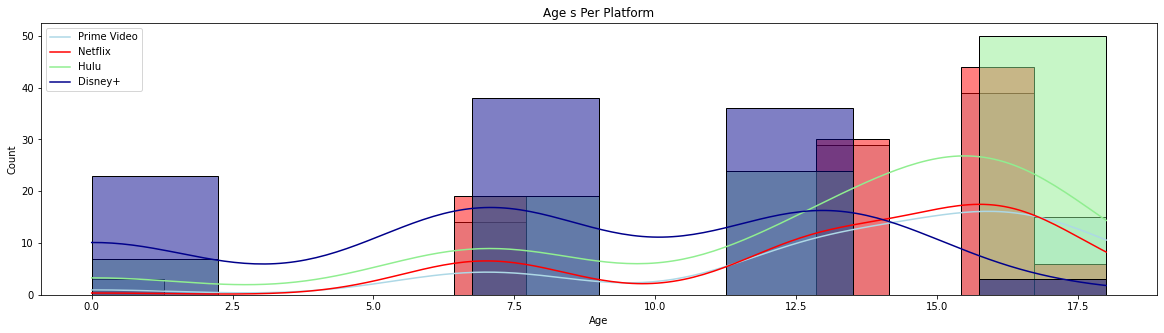 Age s Per Platform
Prime Video
Netflix
Hulu
Disney+
Count
50
40
30
20
10
0
0.0 2.5 5.0 7.5 10.0 12.5 15.0 17.5
Age